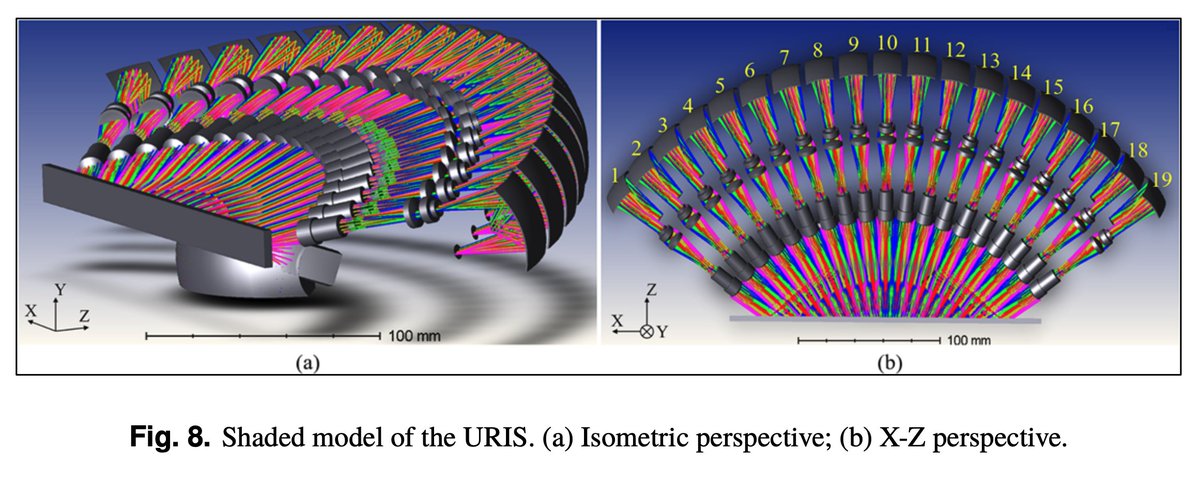 Y
X
Z
100 mm
(a)
1
2
3
4
5
6
7
8
9
10
11
12
13
14
15
16
17
18
19
Z
X
Y
100 mm
(b)
Fig. 8. Shaded model of the URIS. (a) Isometric perspective; (b) X-Z perspective.